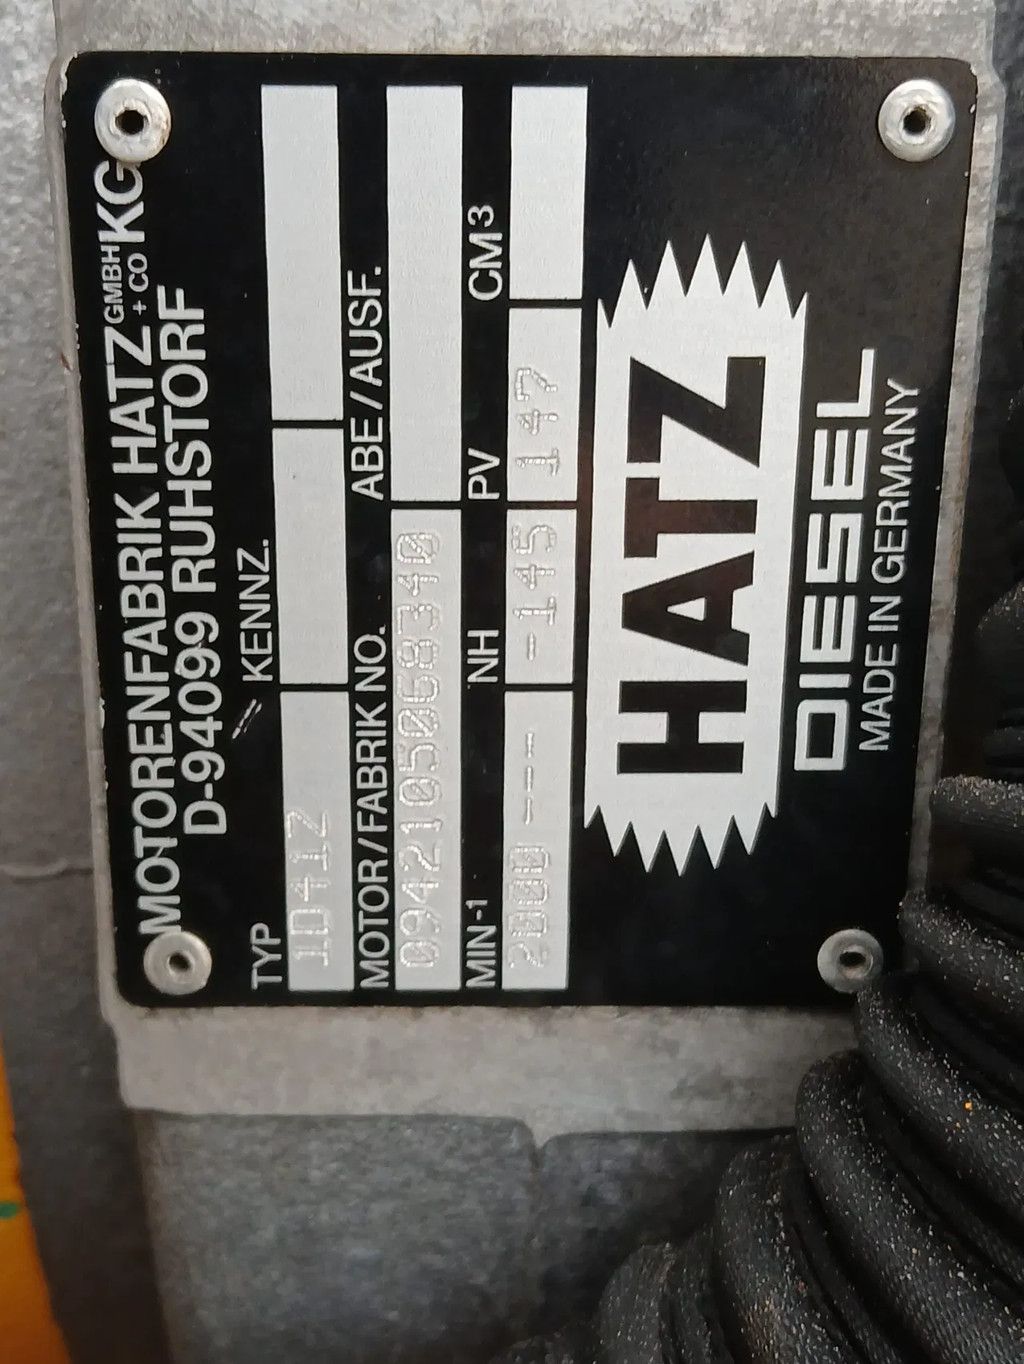 MOTORENFABRIK HATZ GMBH + CO KG
D-94099 RUHSTORF
TYP KENNZ.
1D41Z
MOTOR/FABRIK NO. ABE/AUSF.
0942105068340
MIN-1 NH PV CM3
2000 --- -145 147
HATZ
DIESEL
MADE IN GERMANY